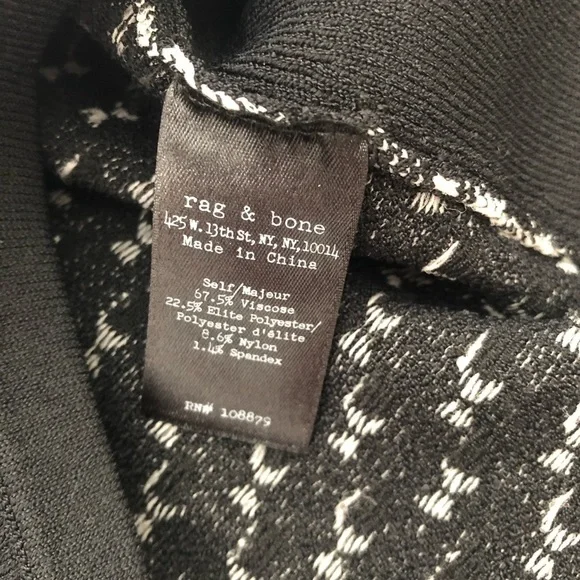 rag & bone
425 W. 13th St, NY, NY, 10014
Made in China
Self/Majeur
67.5% Viscose
22.5% Elite Polyester/
Polyester d'élite
8.6% Nylon
1.4% Spandex
RN# 108879